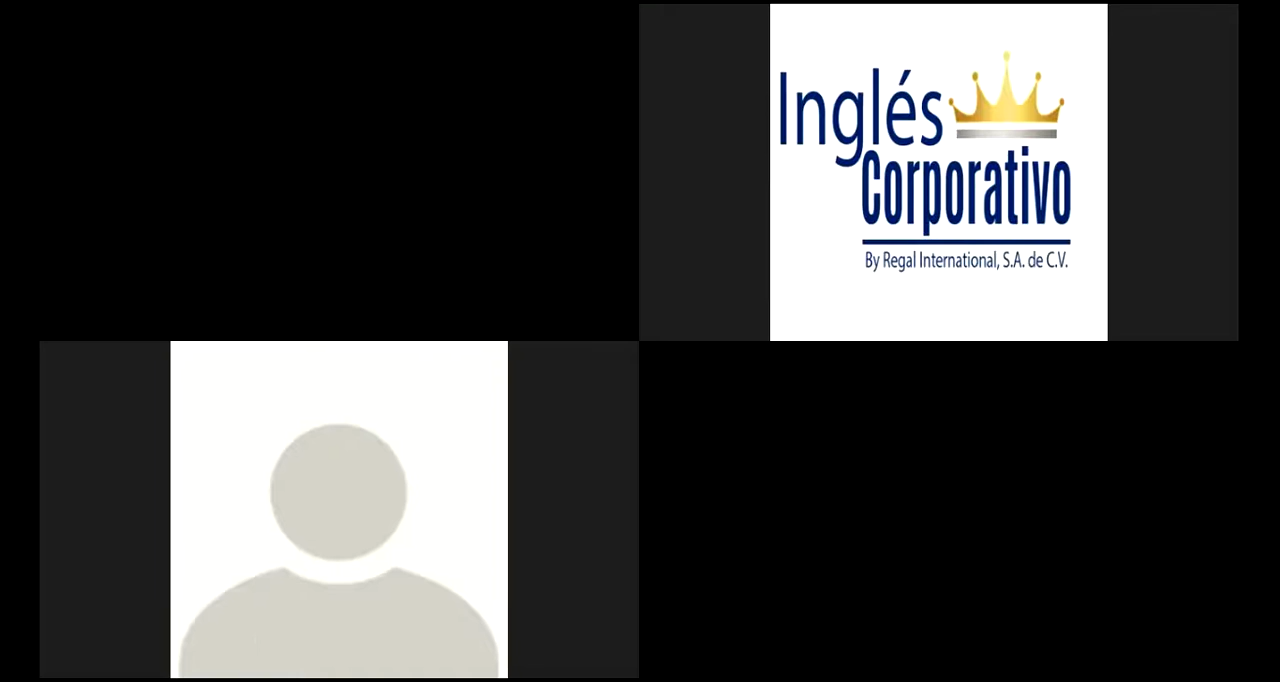 Inglés
Corporativo
By Regal International, S.A. de C.V.